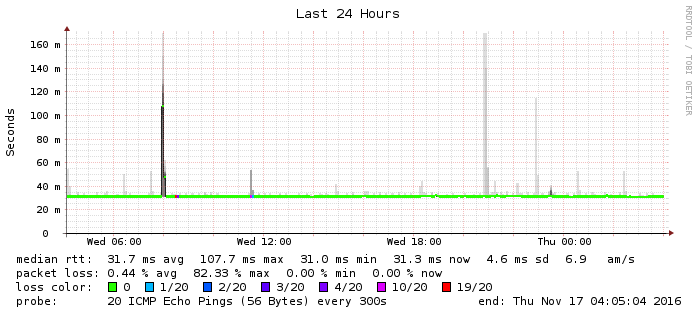 Last 24 Hours
RRDTOOL / TOBI OETIKER
Seconds
160 m
140 m
120 m
100 m
80 m
60 m
40 m
20 m
0
Wed 06:00 Wed 12:00 Wed 18:00 Thu 00:00
median rtt: 31.7 ms avg 107.7 ms max 31.0 ms min 31.3 ms now 4.6 ms sd 6.9 am/s
packet loss: 0.44 % avg 82.33 % max 0.00 % min 0.00 % now
loss color: 0 1/20 2/20 3/20 4/20 10/20 19/20
probe: 20 ICMP Echo Pings (56 Bytes) every 300s end: Thu Nov 17 04:05:04 2016